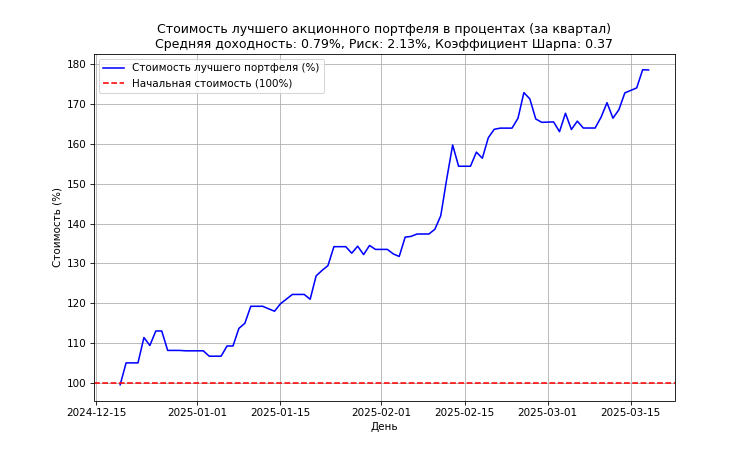 Стоимость лучшего акционного портфеля в процентах (за квартал)
Средняя доходность: 0.79%, Риск: 2.13%, Коэффициент Шарпа: 0.37
Стоимость лучшего портфеля (%)
Начальная стоимость (100%)
Стоимость (%)
180
170
160
150
140
130
120
110
100
2024-12-15 2025-01-01 2025-01-15 2025-02-01 2025-02-15 2025-03-01 2025-03-15
День